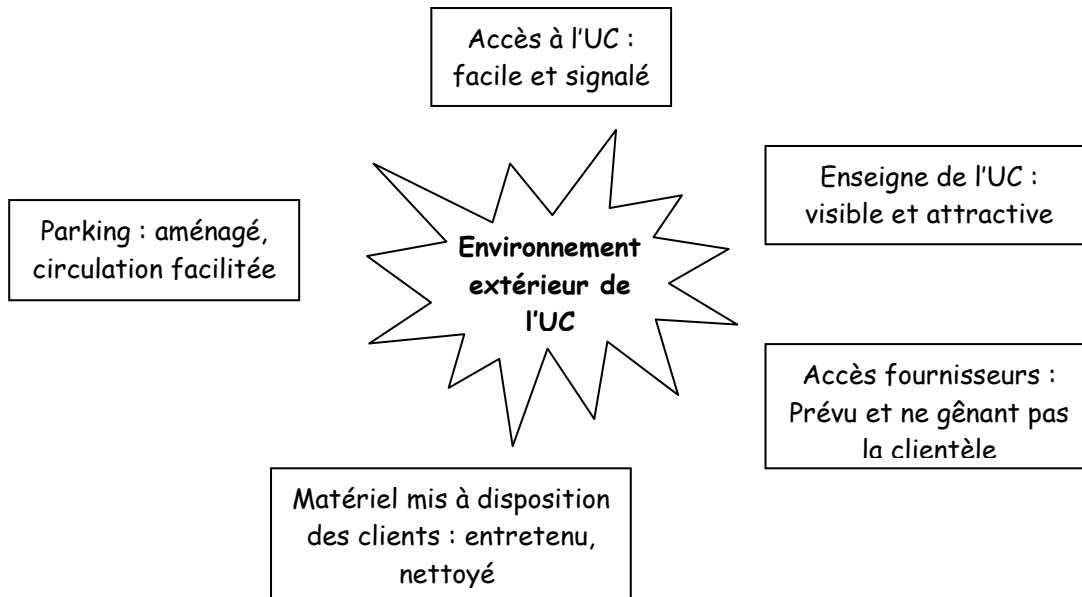 Accès à l'UC :
facile et signalé
Enseigne de l'UC :
visible et attractive
Parking : aménagé,
circulation facilitée
Environnement
extérieur de
l'UC
Accès fournisseurs :
Prévu et ne gênant pas
la clientèle
Matériel mis à disposition
des clients : entretenu,
nettoyé